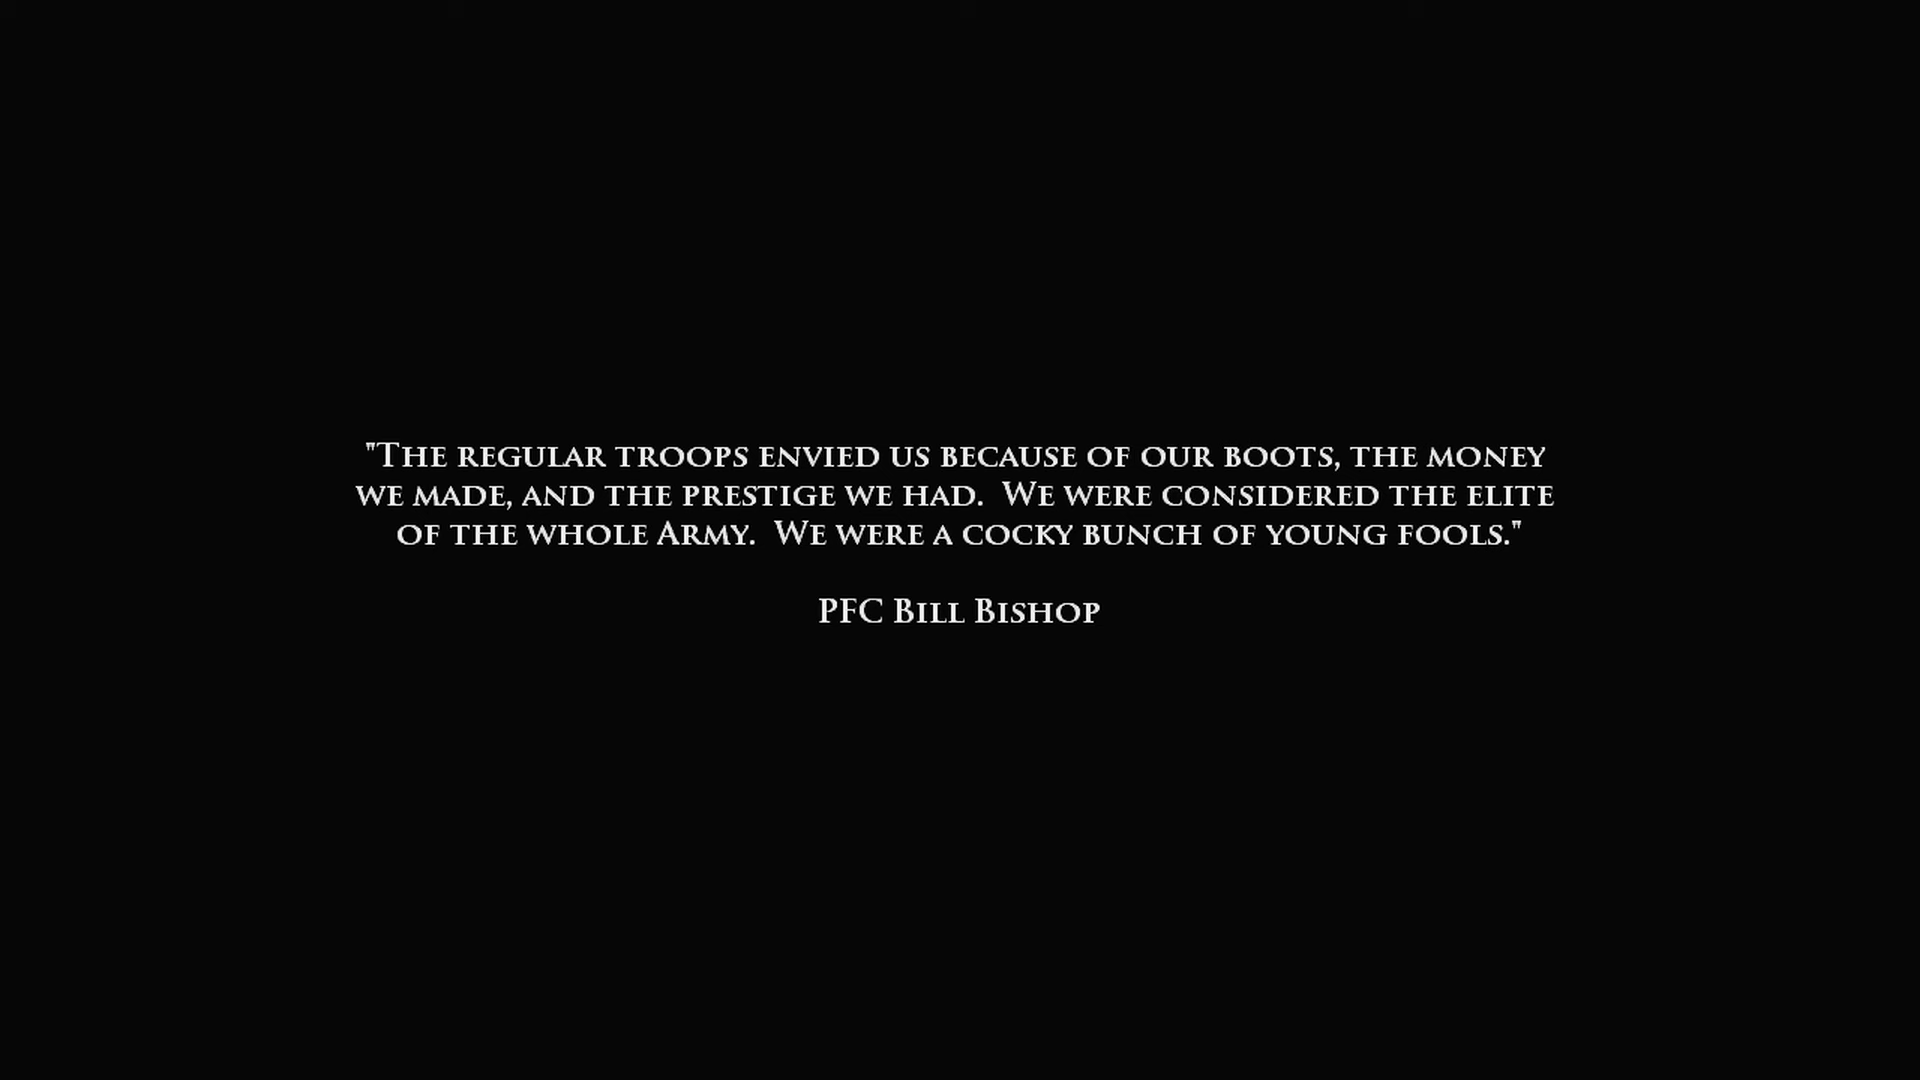 "The regular troops envied us because of our boots, the money
we made, and the prestige we had.  We were considered the elite
of the whole Army.  We were a cocky bunch of young fools."
PFC Bill Bishop